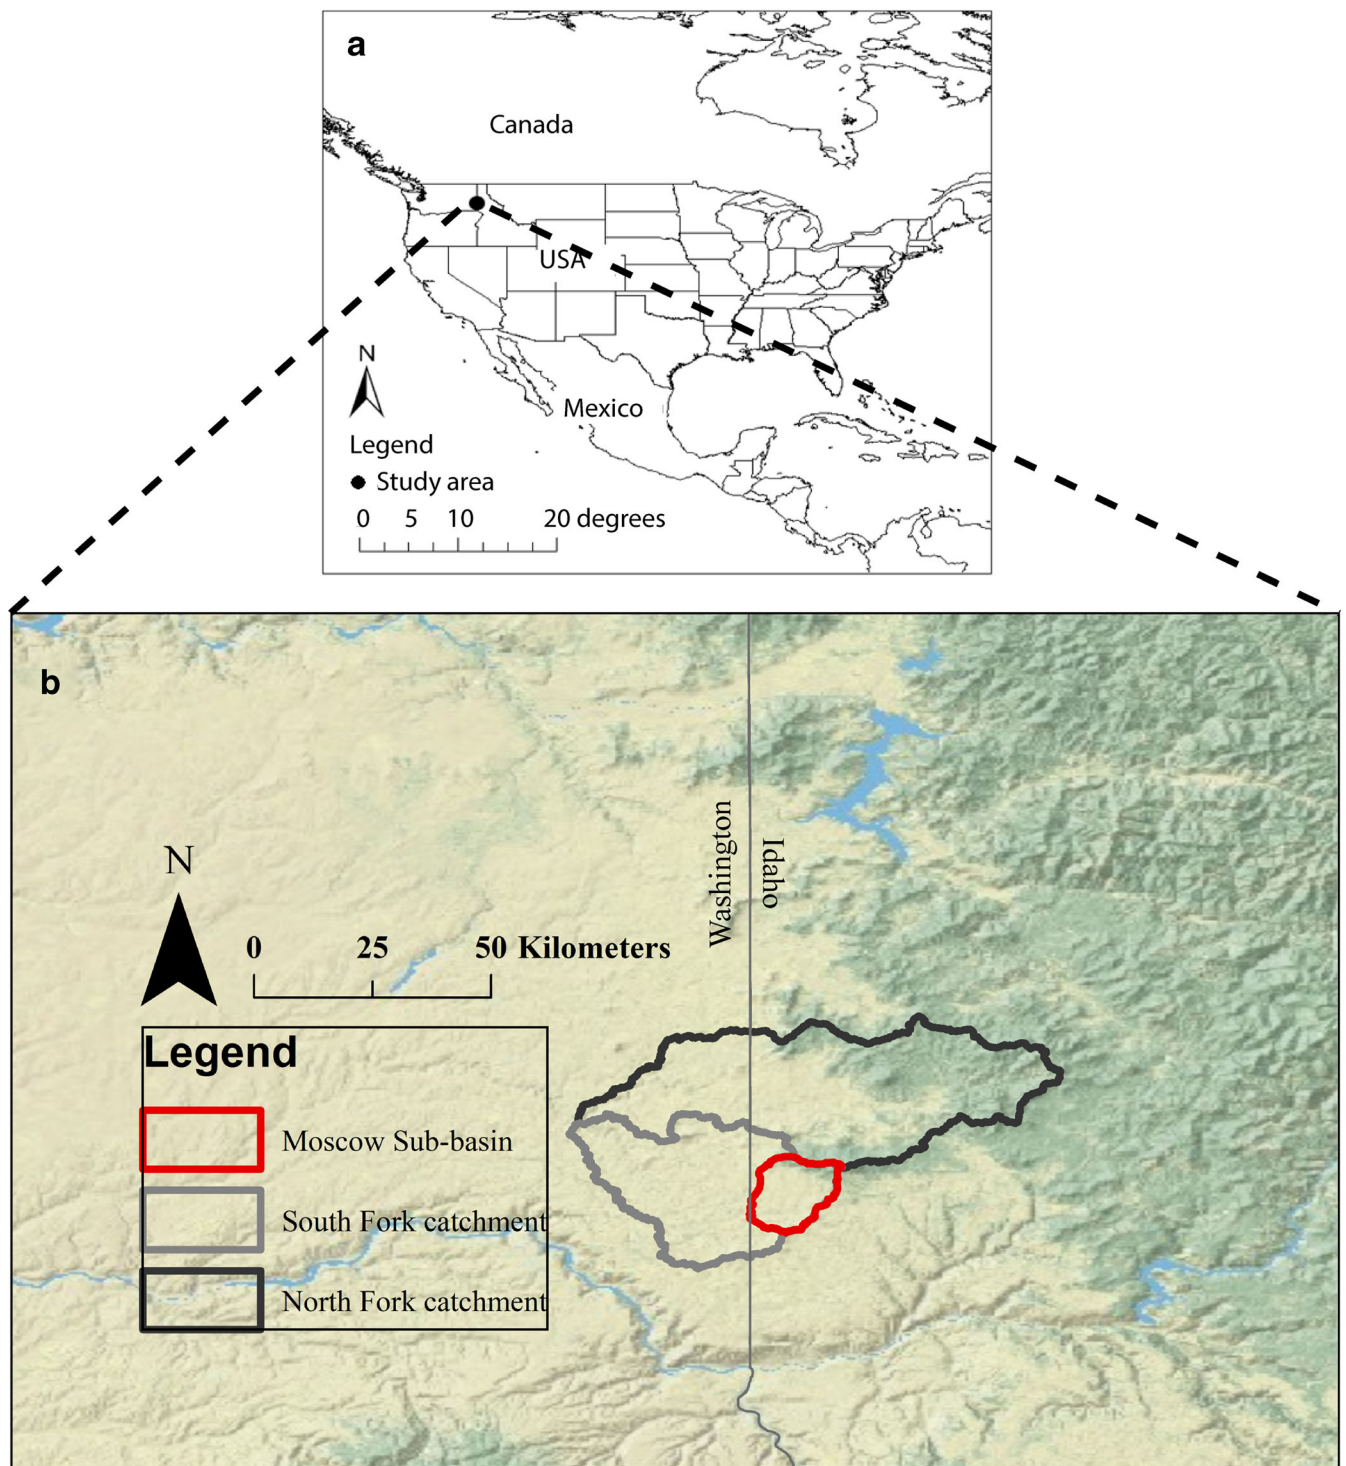 a
Canada
USA
Mexico
N
Legend
Study area
0 5 10 20 degrees
b
Washington
Idaho
N
0 25 50 Kilometers
Legend
Moscow Sub-basin
South Fork catchment
North Fork catchment